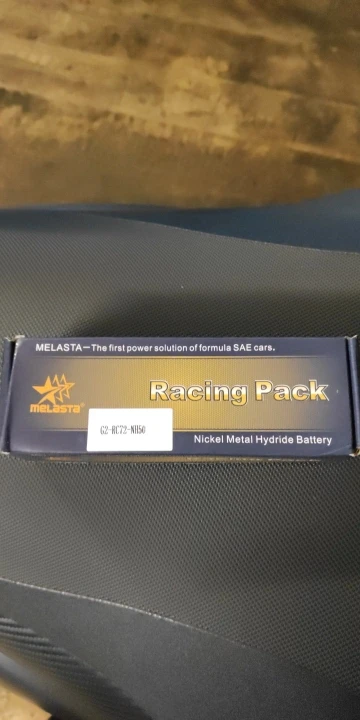 MELASTA—The first power solution of formula SAE cars.
Racing Pack
MELASTA®
G2-RC72-NH50
Nickel Metal Hydride Battery